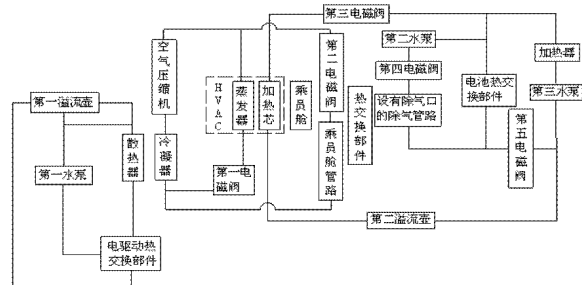 第三电磁阀
第二水泵
第四电磁阀
设有除气口
的除气管路
电池热交
换部件
加热器
第三水泵
第五电磁阀
空气压缩机
HVAC
蒸发器
加热芯
乘员舱
第二电磁阀
热交换部件
第一溢流壶
散热器
第一水泵
冷凝器
第一电
磁阀
乘员舱管路
第二溢流壶
电驱动热
交换部件